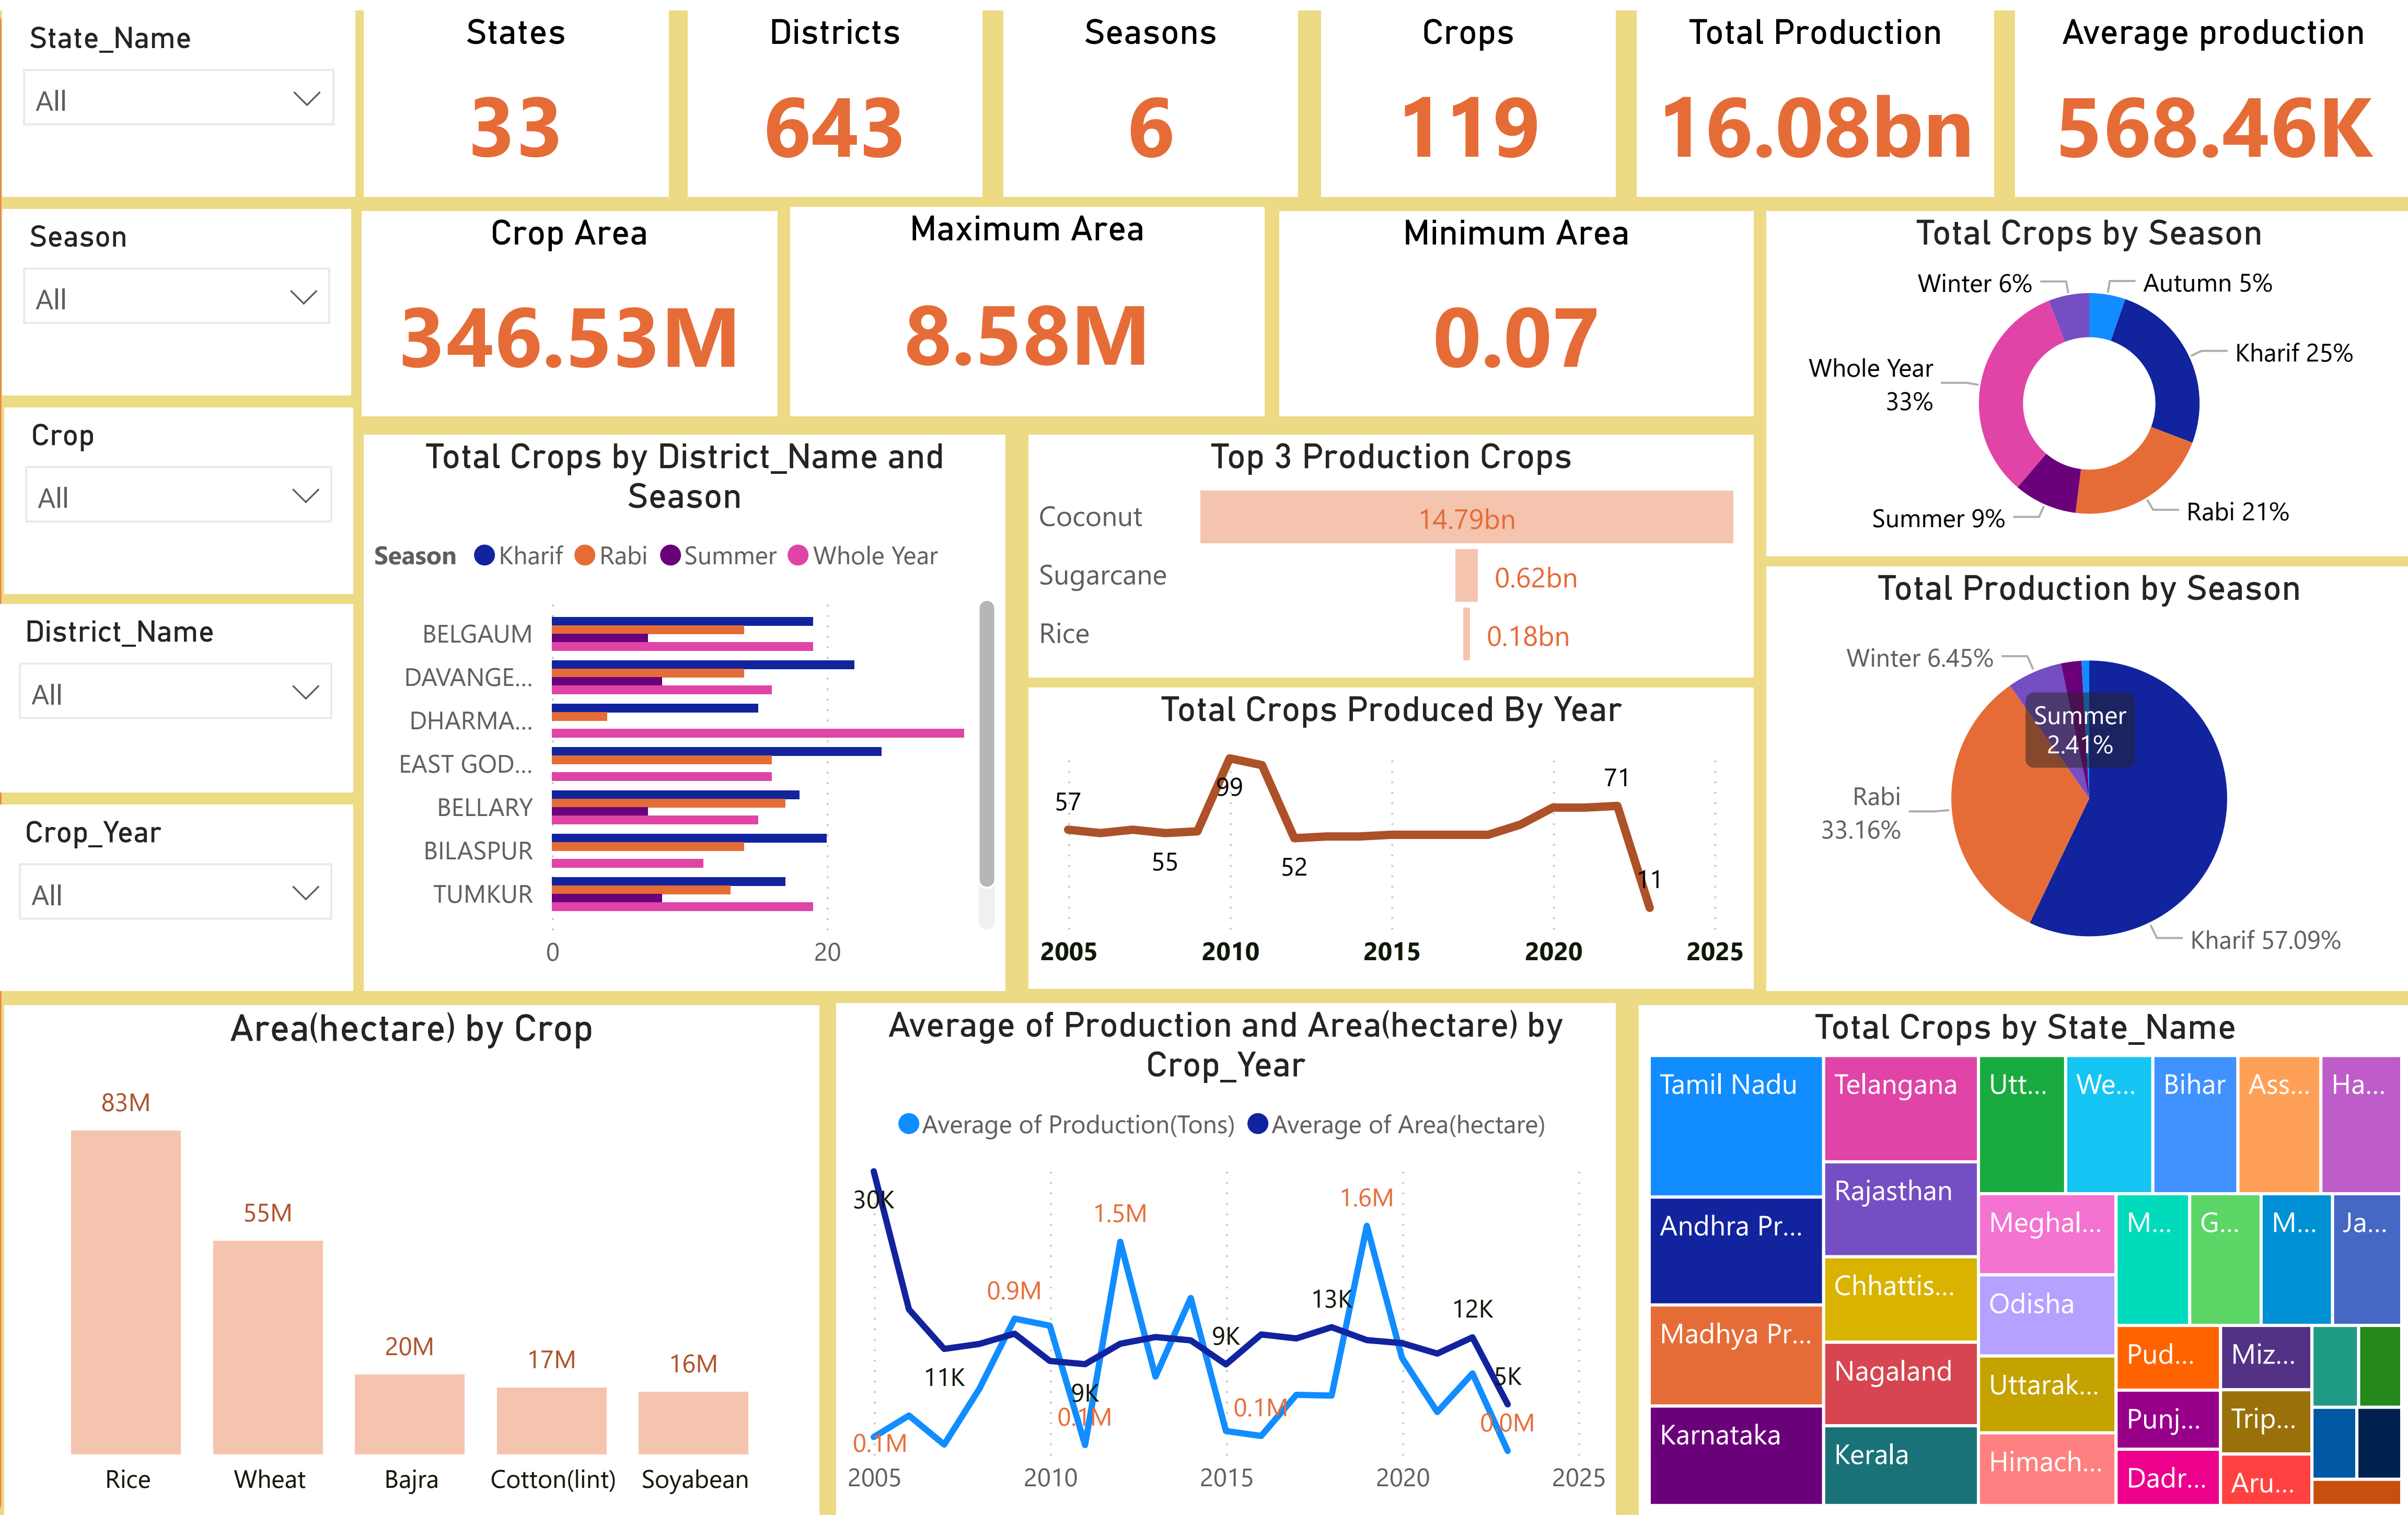 State_Name
All
States
33
Districts
643
Seasons
6
Crops
119
Total Production
16.08bn
Average production
568.46K
Season
All
Crop Area
346.53M
Maximum Area
8.58M
Minimum Area
0.07
Total Crops by Season
Winter 6%
Autumn 5%
Kharif 25%
Whole Year
33%
Summer 9%
Rabi 21%
Crop
All
District_Name
All
Crop_Year
All
Total Crops by District_Name and
Season
Season Kharif Rabi Summer Whole Year
BELGAUM
DAVANGE...
DHARMA...
EAST GOD...
BELLARY
BILASPUR
TUMKUR
0 20
Top 3 Production Crops
Coconut 14.79bn
Sugarcane 0.62bn
Rice 0.18bn
Total Crops Produced By Year
57
99
71
55
52
11
2005 2010 2015 2020 2025
Total Production by Season
Winter 6.45%
Summer
2.41%
Rabi
33.16%
Kharif 57.09%
Area(hectare) by Crop
83M
55M
20M
17M
16M
Rice Wheat Bajra Cotton(lint) Soyabean
Average of Production and Area(hectare) by
Crop_Year
Average of Production(Tons) Average of Area(hectare)
30K
1.5M
1.6M
0.9M
13K
12K
9K
11K
9K
5K
0.1M
0.1M
0.0M
0.1M
2005 2010 2015 2020 2025
Total Crops by State_Name
Tamil Nadu
Andhra Pr...
Madhya Pr...
Karnataka
Telangana
Rajasthan
Chhattis...
Nagaland
Kerala
Utt...
We...
Bihar
Ass...
Ha...
Meghal...
Odisha
Uttarak...
Himach...
M...
G...
M...
Ja...
Pud...
Miz...
Punj...
Trip...
Dadr...
Aru...